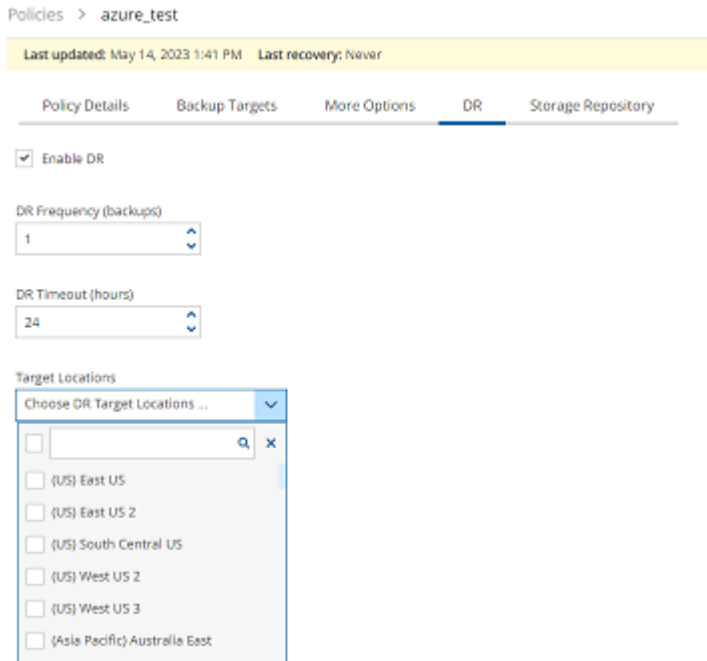 Policies > azure_test
Last updated: May 14, 2023 1:41 PM Last recovery: Never
Policy Details Backup Targets More Options DR Storage Repository
Enable DR
DR Frequency (backups)
1
DR Timeout (hours)
24
Target Locations
Choose DR Target Locations ...
(US) East US
(US) East US 2
(US) South Central US
(US) West US 2
(US) West US 3
(Asia Pacific) Australia East